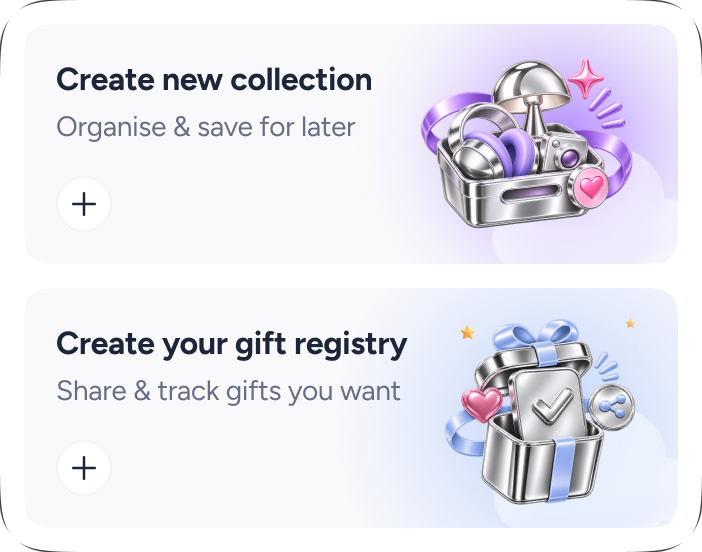 Create new collection
Organise & save for later
Create your gift registry
Share & track gifts you want